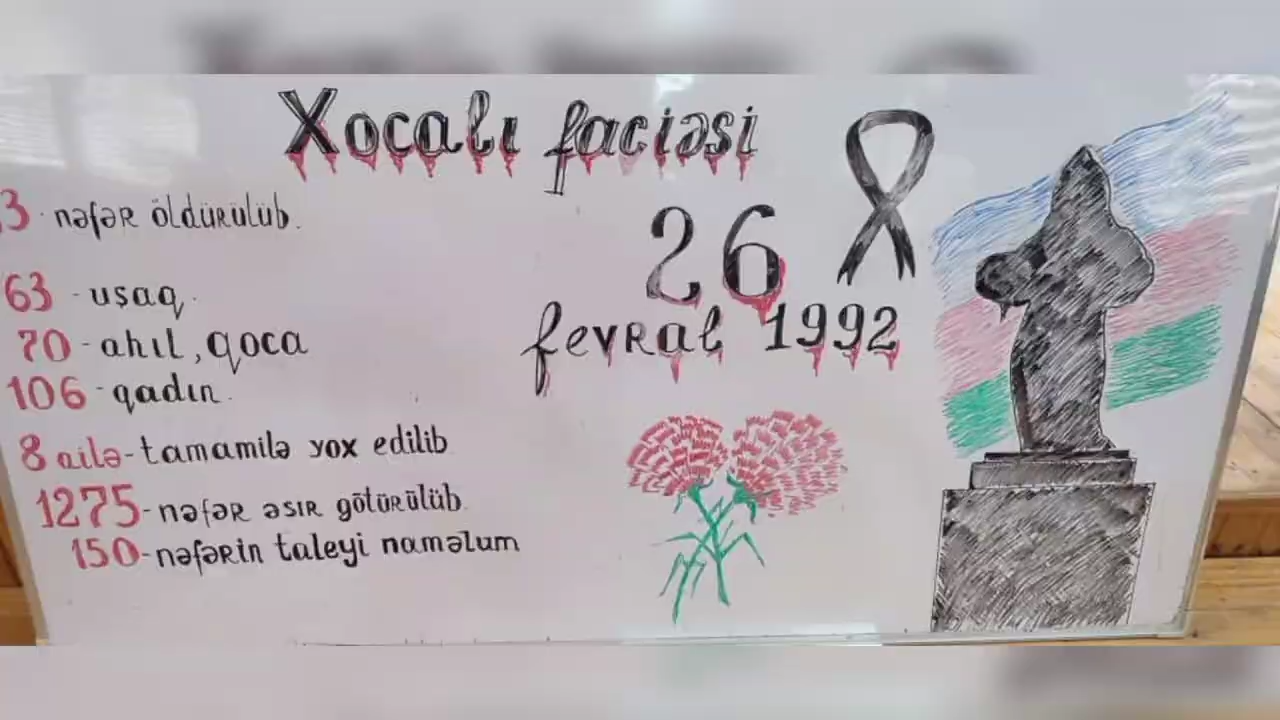 Xocalı faciəsi
26
fevral 1992
3 - nəfər öldürülüb.
63 - uşaq.
70 - ahıl, qoca
106 - qadın.
8 ailə - tamamilə yox edilib
1275 - nəfər əsir götürülüb.
150 - nəfərin taleyi naməlum